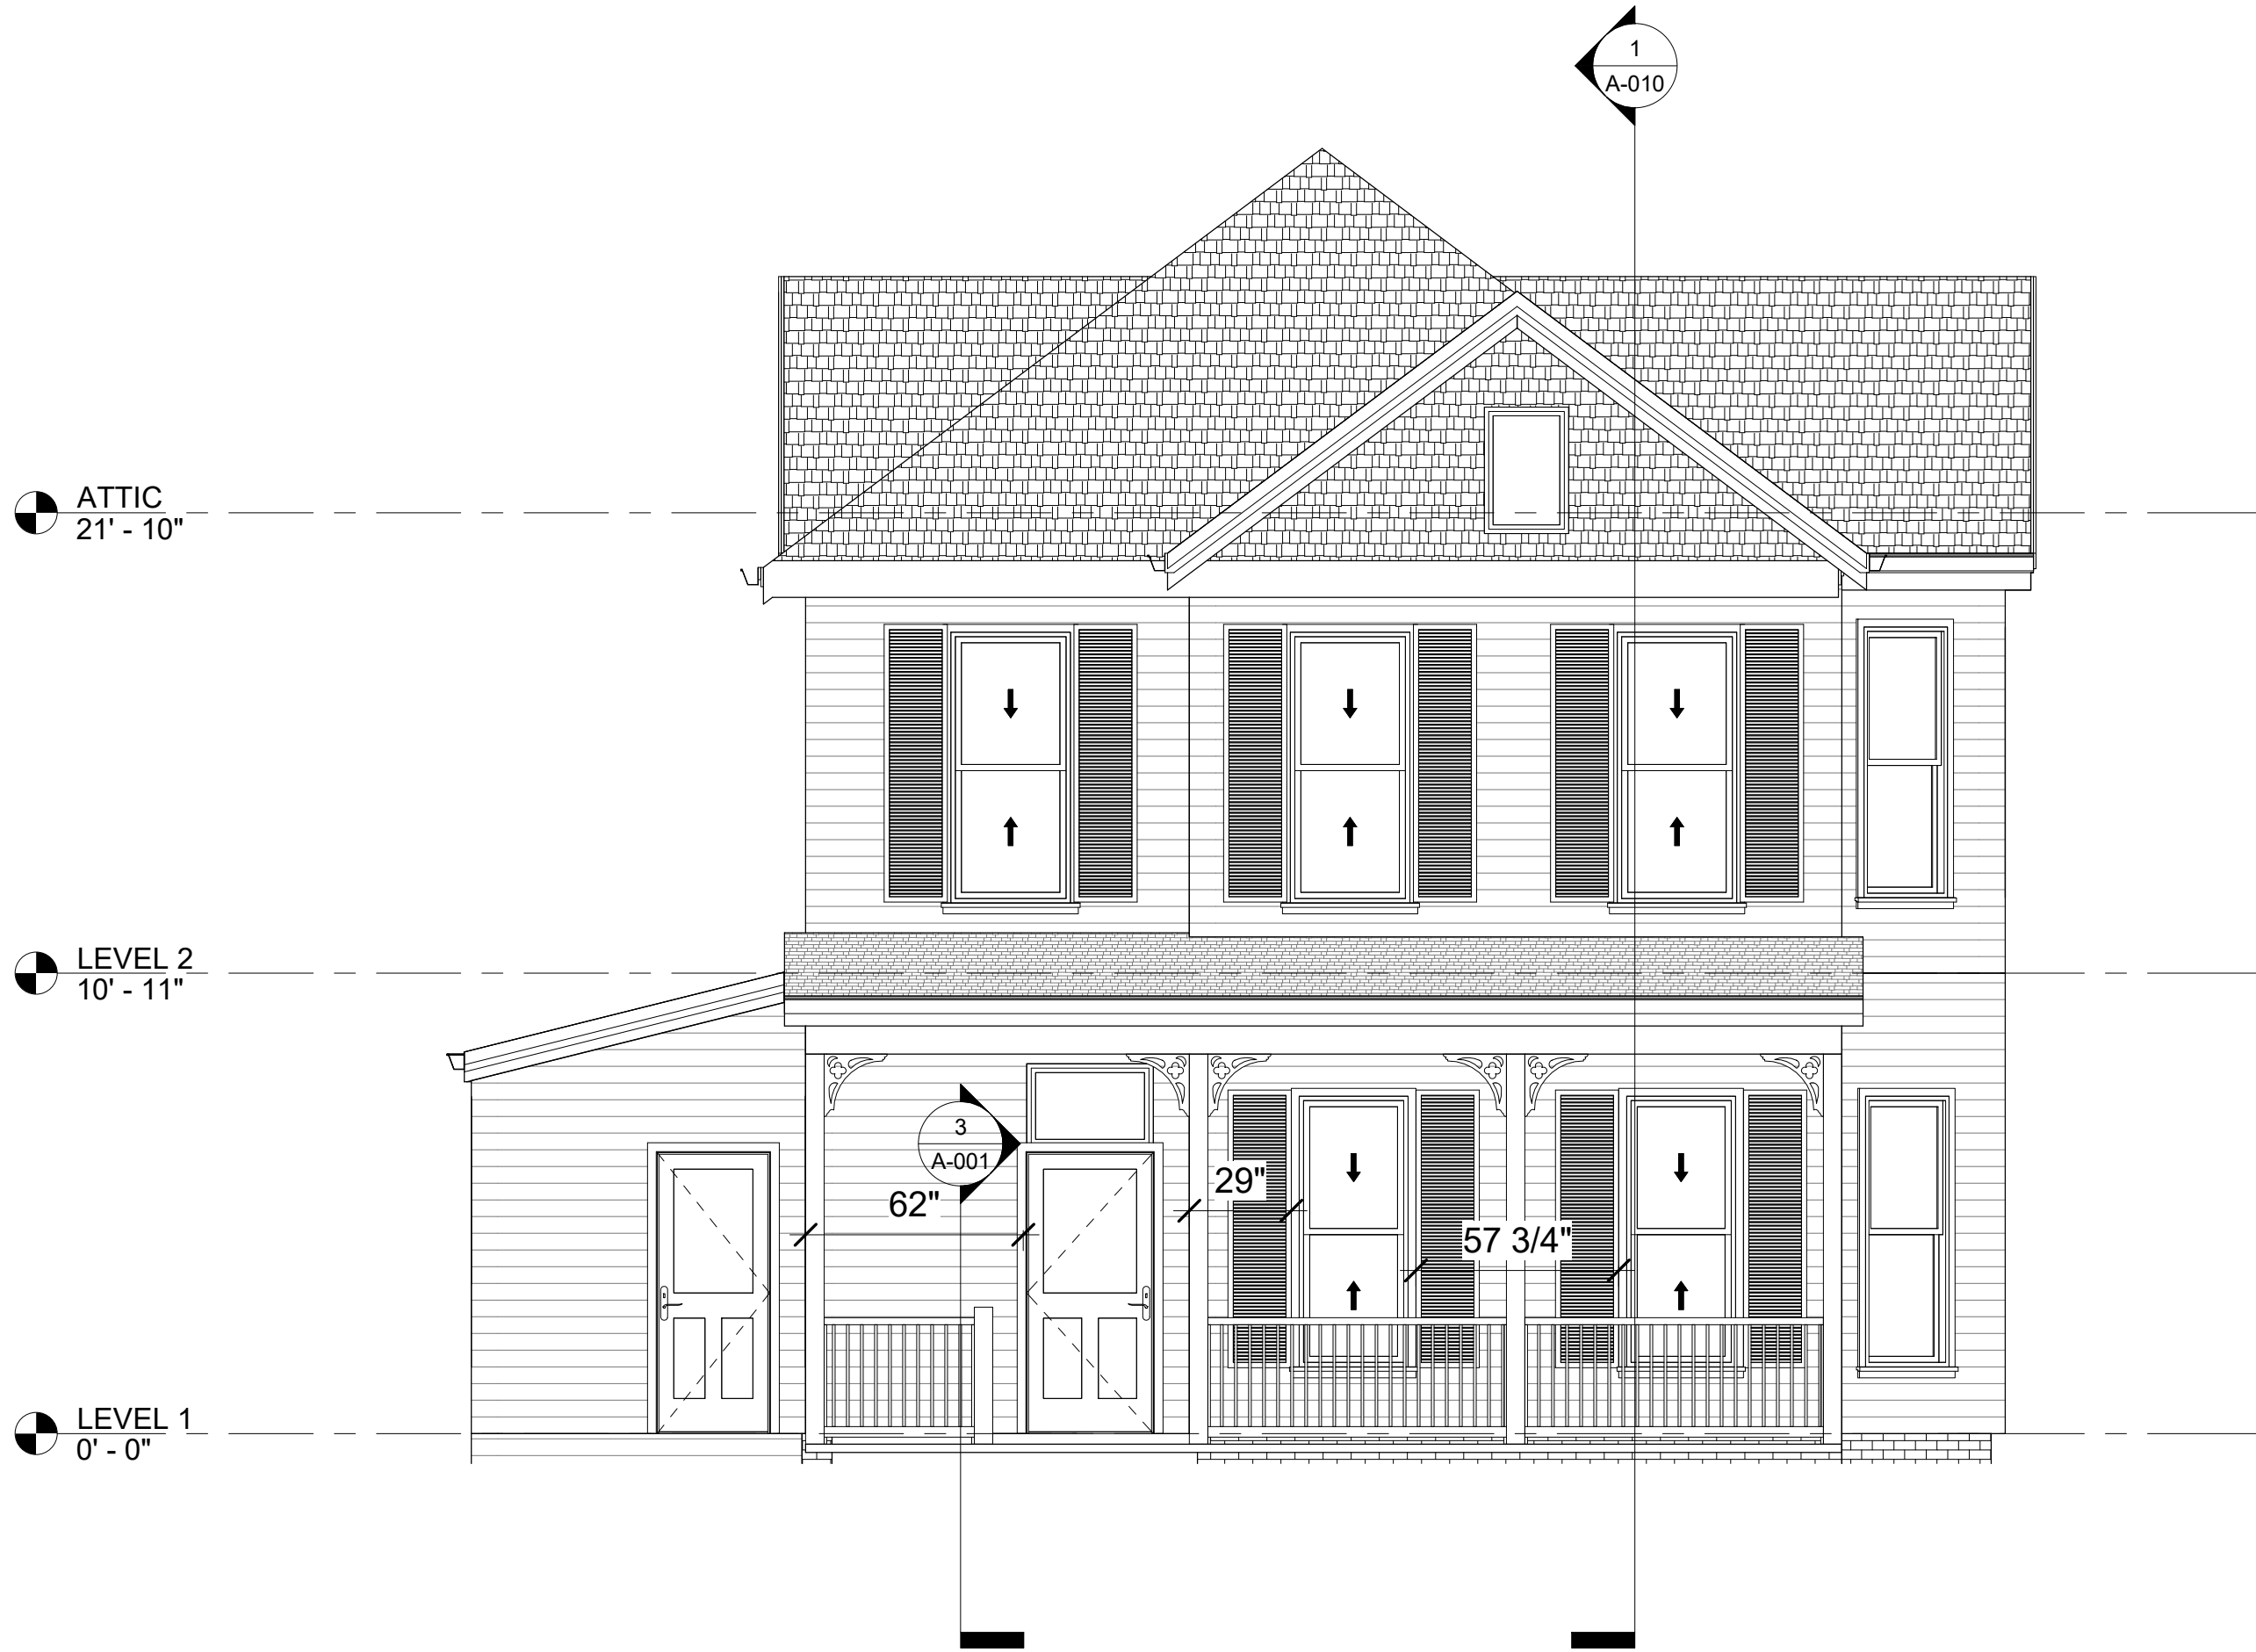 1
A-010
ATTIC
21' - 10"
LEVEL 2
10' - 11"
3
A-001
62"
29"
57 3/4"
LEVEL 1
0' - 0"